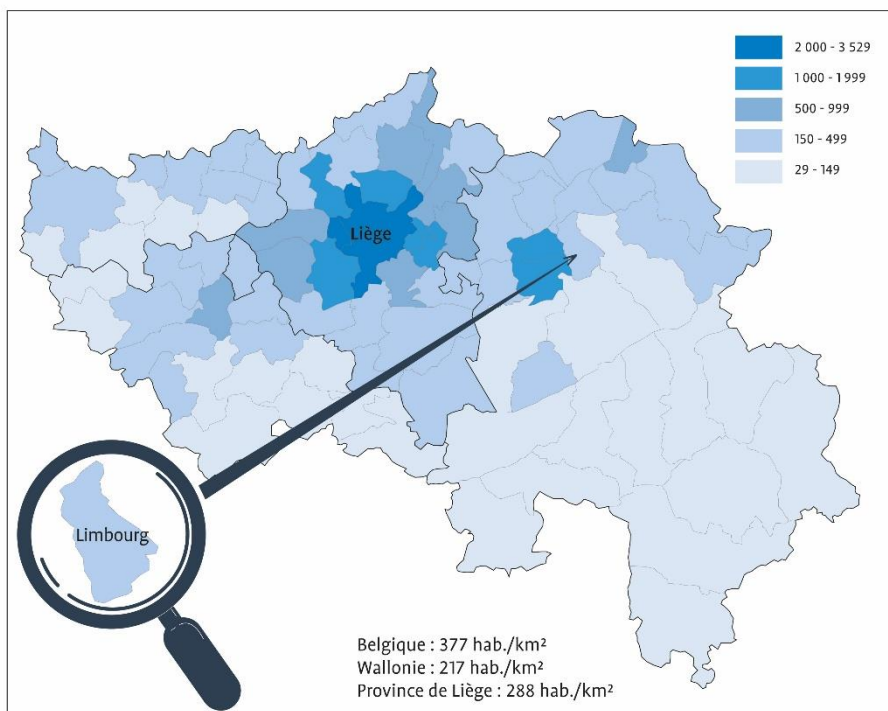 2 000 - 3 529
1 000 - 1 999
500 - 999
150 - 499
29 - 149
Liège
Limbourg
Belgique : 377 hab./km²
Wallonie : 217 hab./km²
Province de Liège : 288 hab./km²